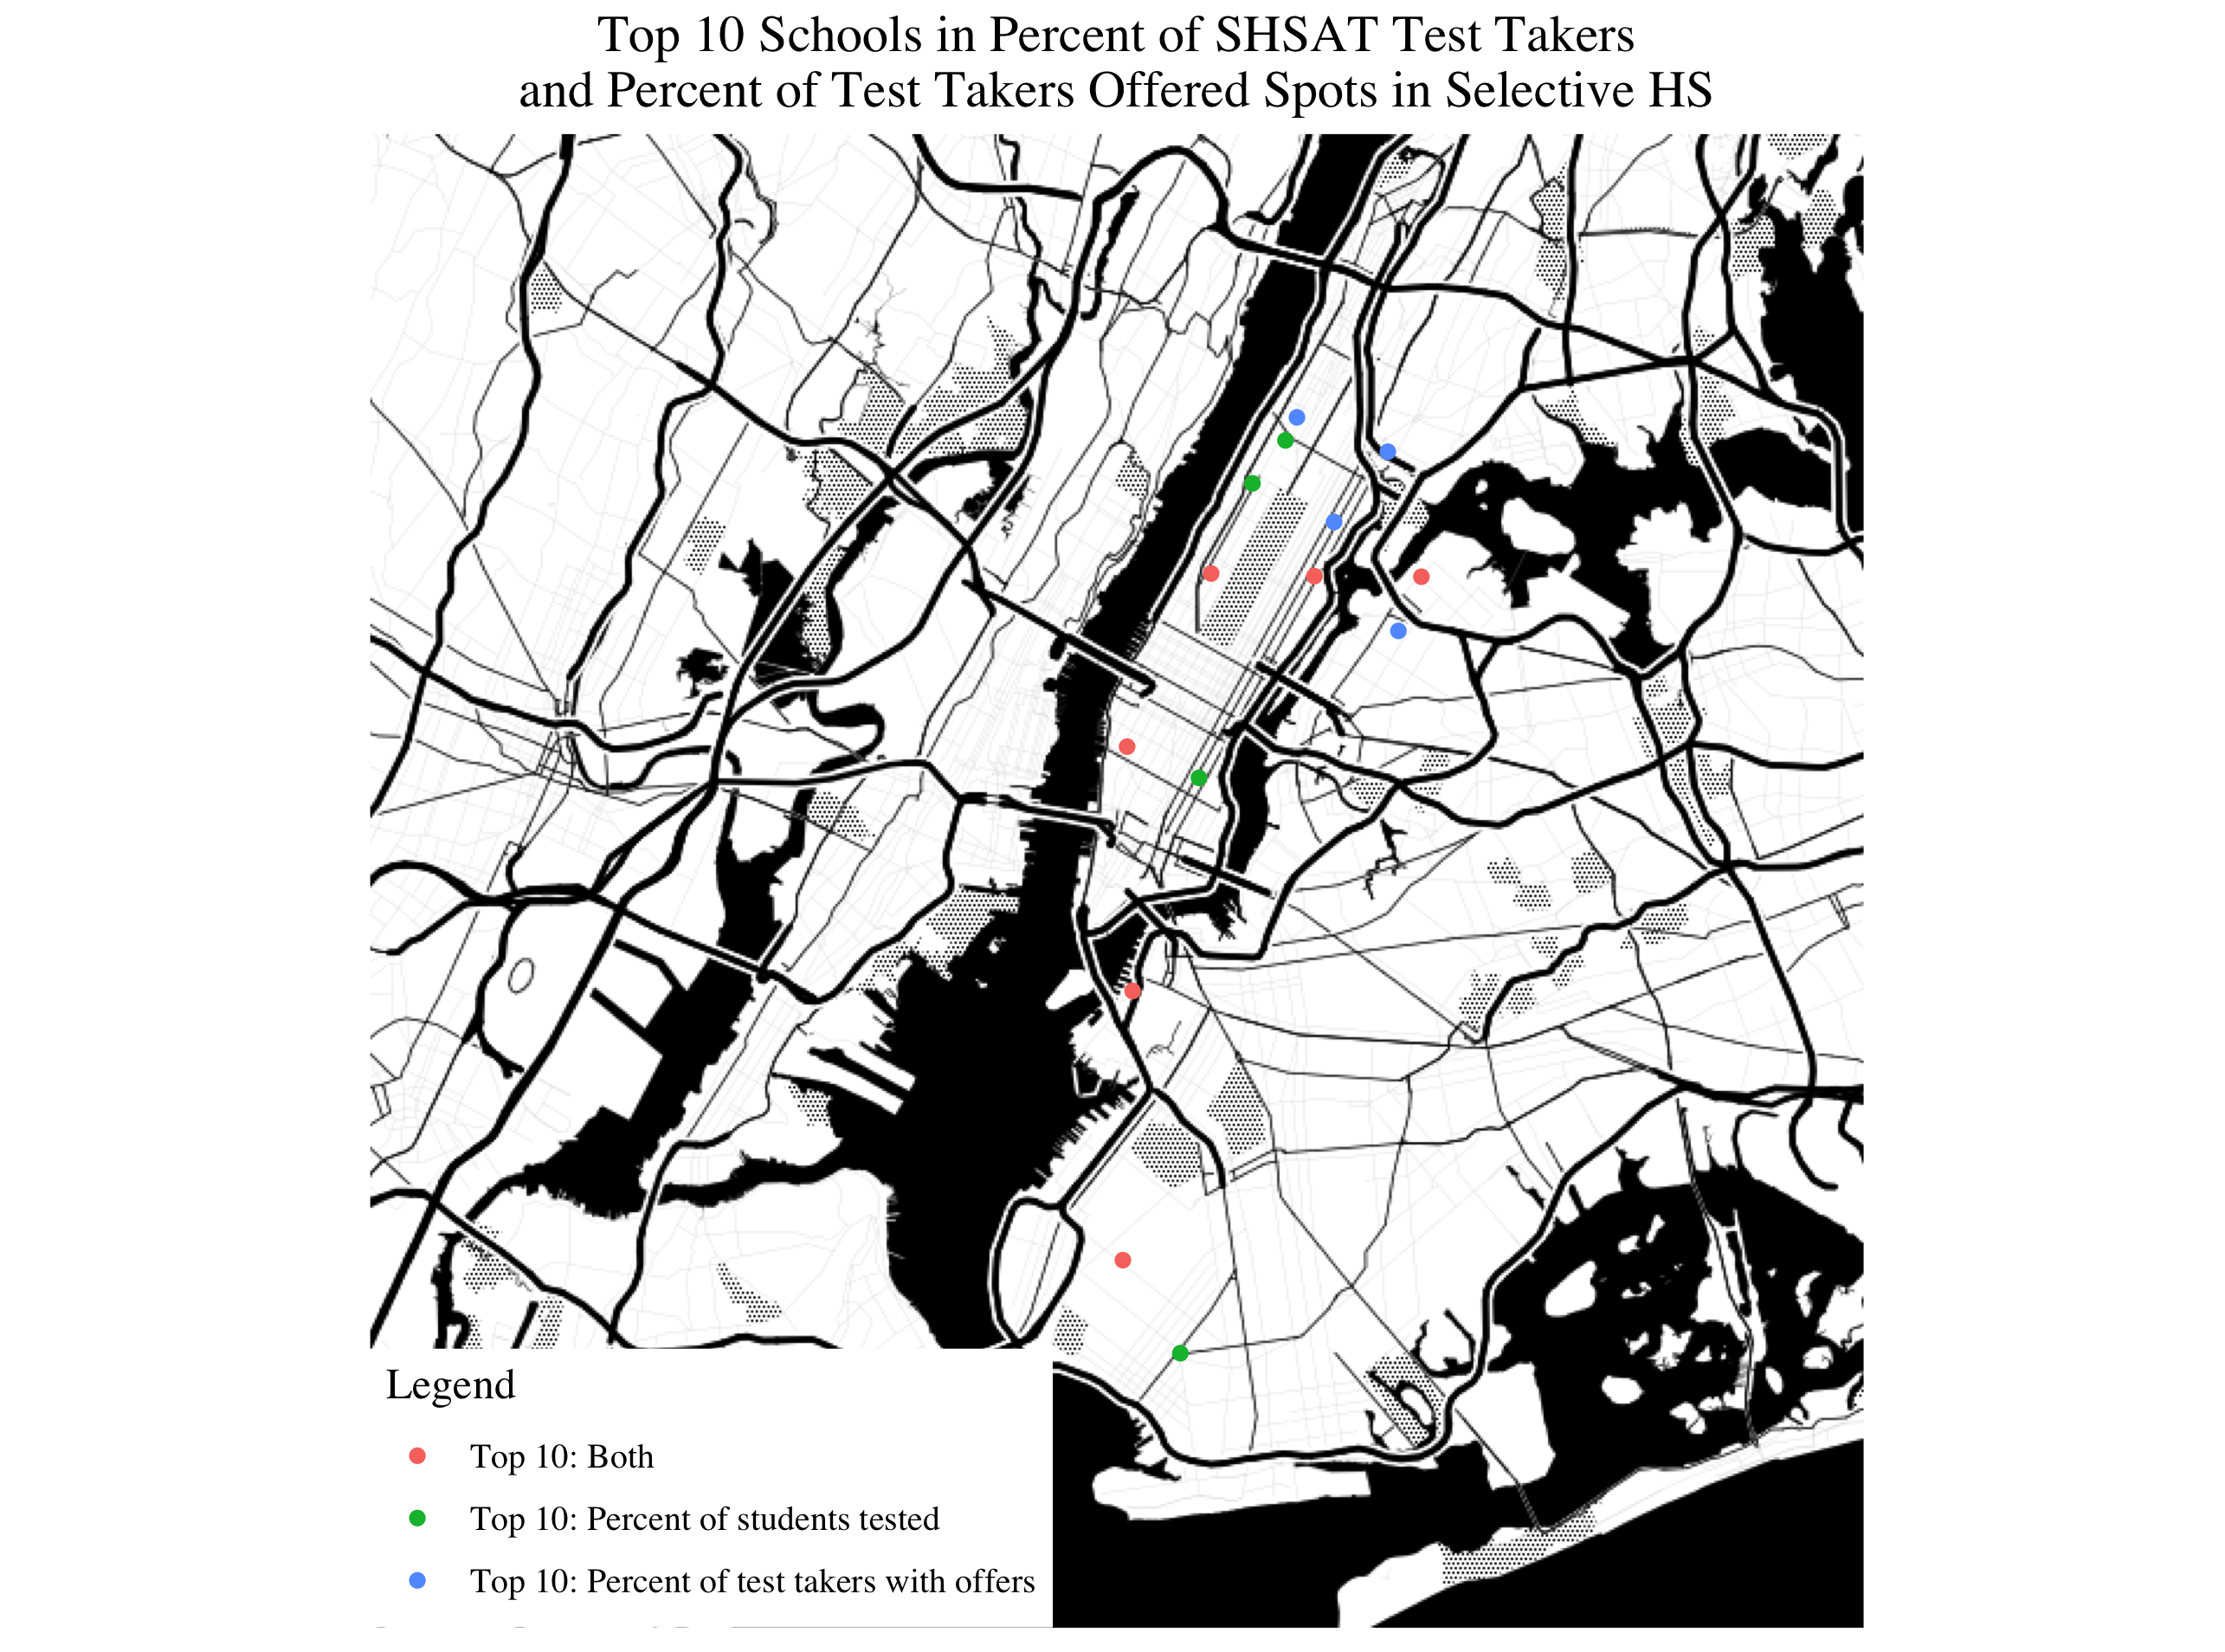 Top 10 Schools in Percent of SHSAT Test Takers
and Percent of Test Takers Offered Spots in Selective HS
Legend
Top 10: Both
Top 10: Percent of students tested
Top 10: Percent of test takers with offers